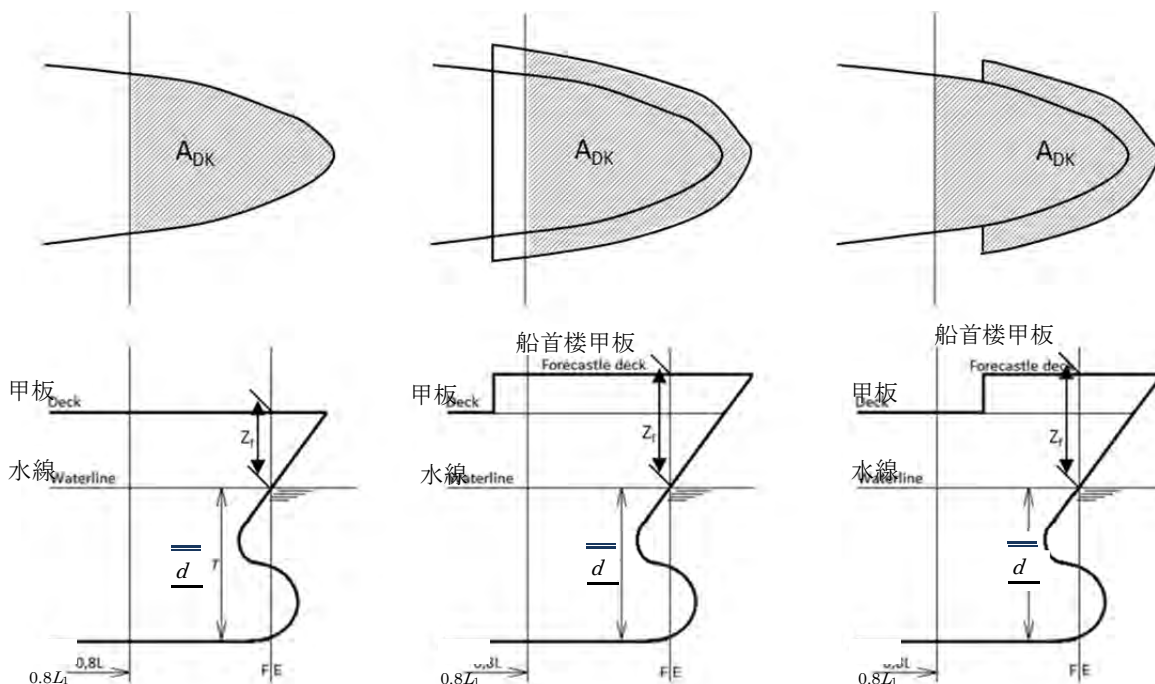 A_DK
A_DK
A_DK
船首楼甲板
Forecastle deck
船首楼甲板
Forecastle deck
甲板
Deck
甲板
Deck
甲板
Deck
Z_f
Z_f
Z_f
水線
Waterline
水線
Waterline
水線
Waterline
d
T
d
d
0,8L
0.8L₁
FE
0.8L₁
FE
0.8L₁
FE